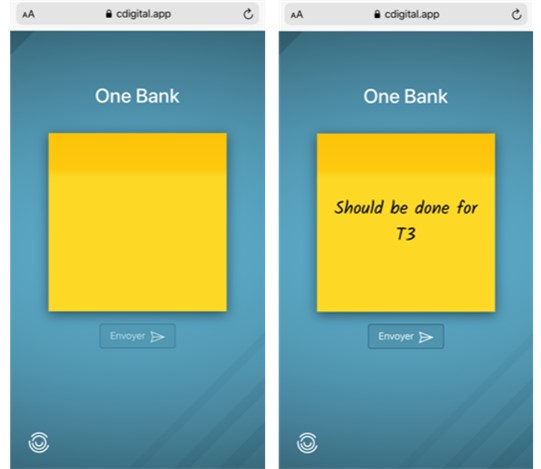 AA cdigital.app
One Bank
Envoyer
AA cdigital.app
One Bank
Should be done for
T3
Envoyer